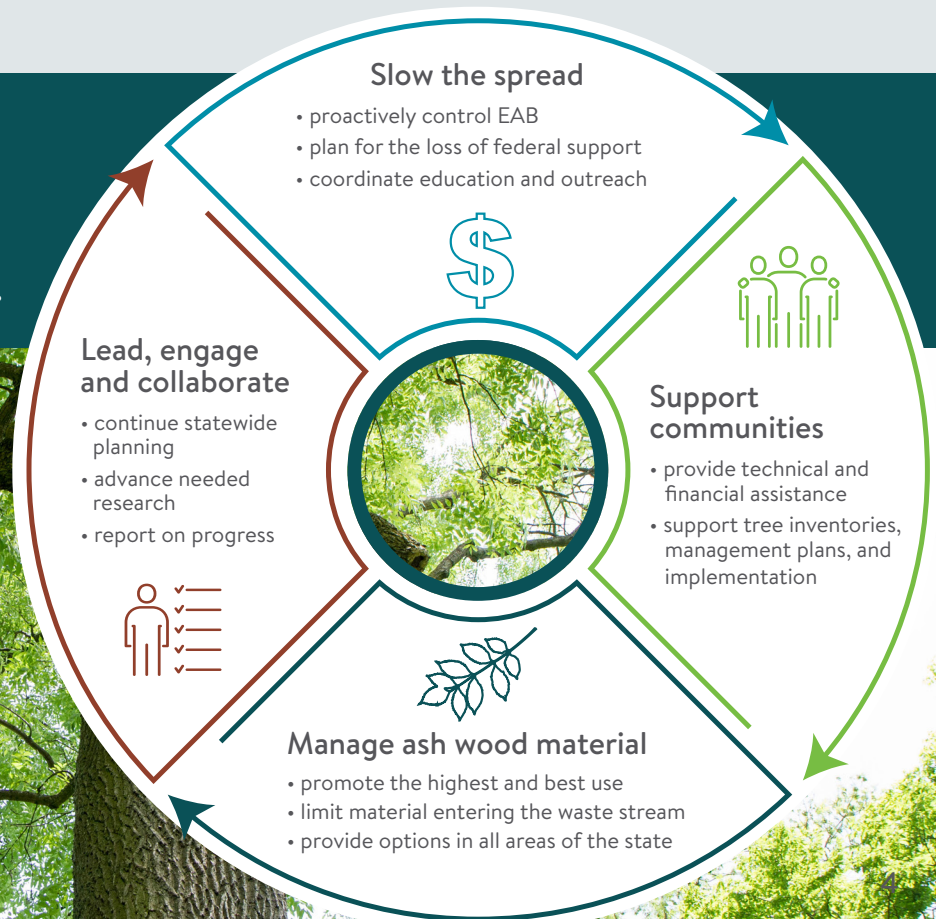 Slow the spread
• proactively control EAB
• plan for the loss of federal support
• coordinate education and outreach
Support
communities
• provide technical and
financial assistance
• support tree inventories,
management plans, and
implementation
Manage ash wood material
• promote the highest and best use
• limit material entering the waste stream
• provide options in all areas of the state
Lead, engage
and collaborate
• continue statewide
planning
• advance needed
research
• report on progress
4